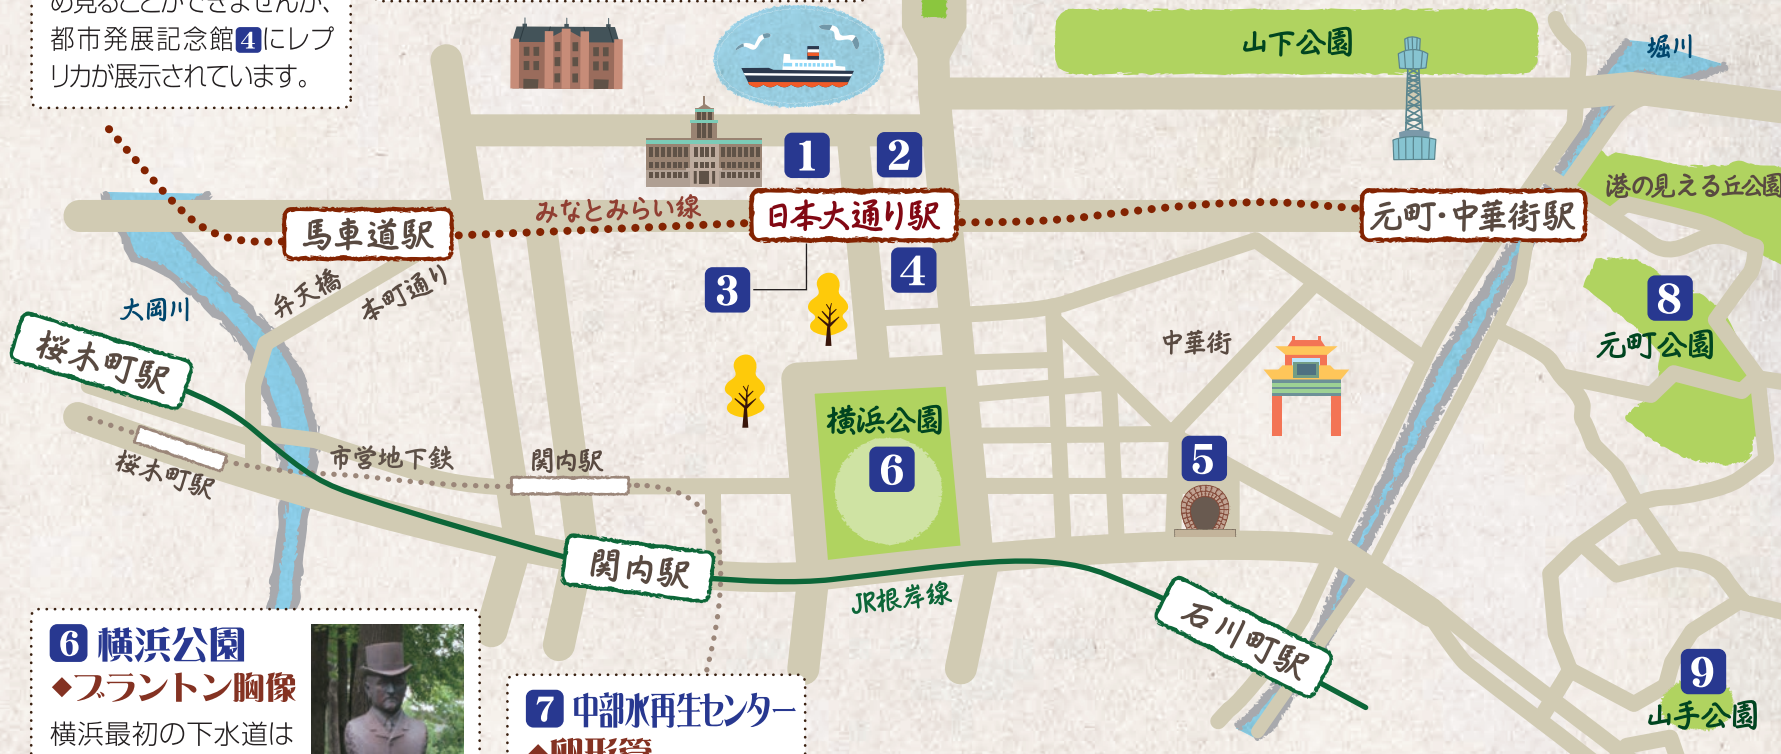 め見ることができませんが、
都市発展記念館4にレプ
リカが展示されています。
山下公園
堀川
1
2
港の見える丘公園
みなとみらい線
日本大通り駅
元町・中華街駅
馬車道駅
3
4
弁天橋
本町通り
大岡川
8
元町公園
中華街
桜木町駅
横浜公園
6
5
市営地下鉄
関内駅
桜木町駅
関内駅
JR根岸線
石川町駅
9
山手公園
6 横浜公園
◆ブラントン胸像
横浜最初の下水道は
7 中部水再生センター
◆卵形管